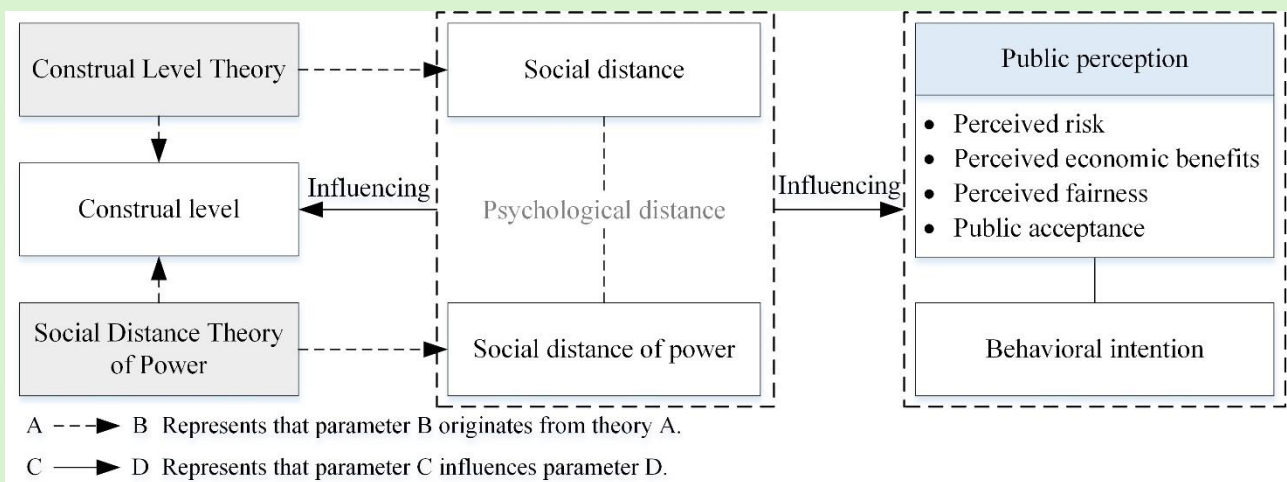 Construal Level Theory
Social distance
Public perception
• Perceived risk
• Perceived economic benefits
• Perceived fairness
• Public acceptance
Construal level
Influencing
Psychological distance
Influencing
Social Distance Theory
of Power
Social distance of power
Behavioral intention
A B Represents that parameter B originates from theory A.
C D Represents that parameter C influences parameter D.